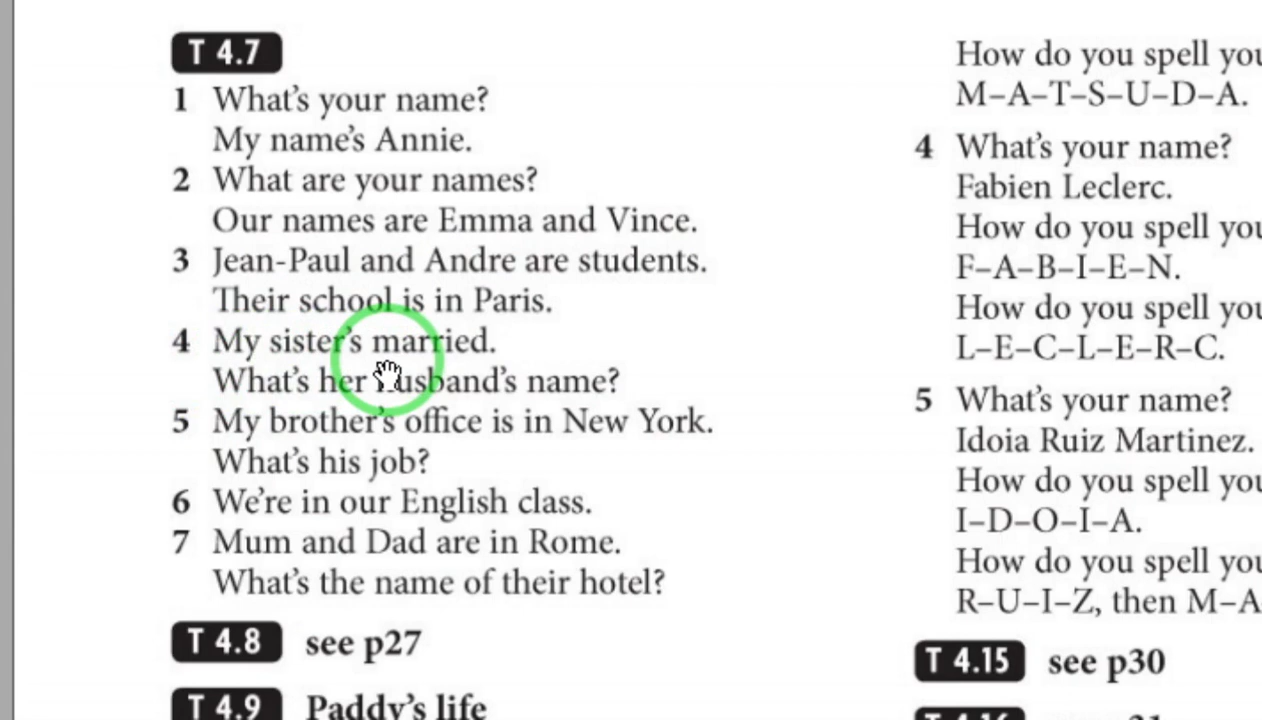 T 4.7
1 What's your name?
My name's Annie.
2 What are your names?
Our names are Emma and Vince.
3 Jean-Paul and Andre are students.
Their school is in Paris.
4 My sister's married.
What's her husband's name?
5 My brother's office is in New York.
What's his job?
6 We're in our English class.
7 Mum and Dad are in Rome.
What's the name of their hotel?
T 4.8 see p27
T 4.9 Paddy's life
How do you spell
M–A–T–S–U–D–A.
4 What's your name?
Fabien Leclerc.
How do you spell
F–A–B–I–E–N.
How do you spell
L–E–C–L–E–R–C.
5 What's your name?
Idoia Ruiz Martinez.
How do you spell
I–D–O–I–A.
How do you spell
R–U–I–Z, then M–A
T 4.15 see p30